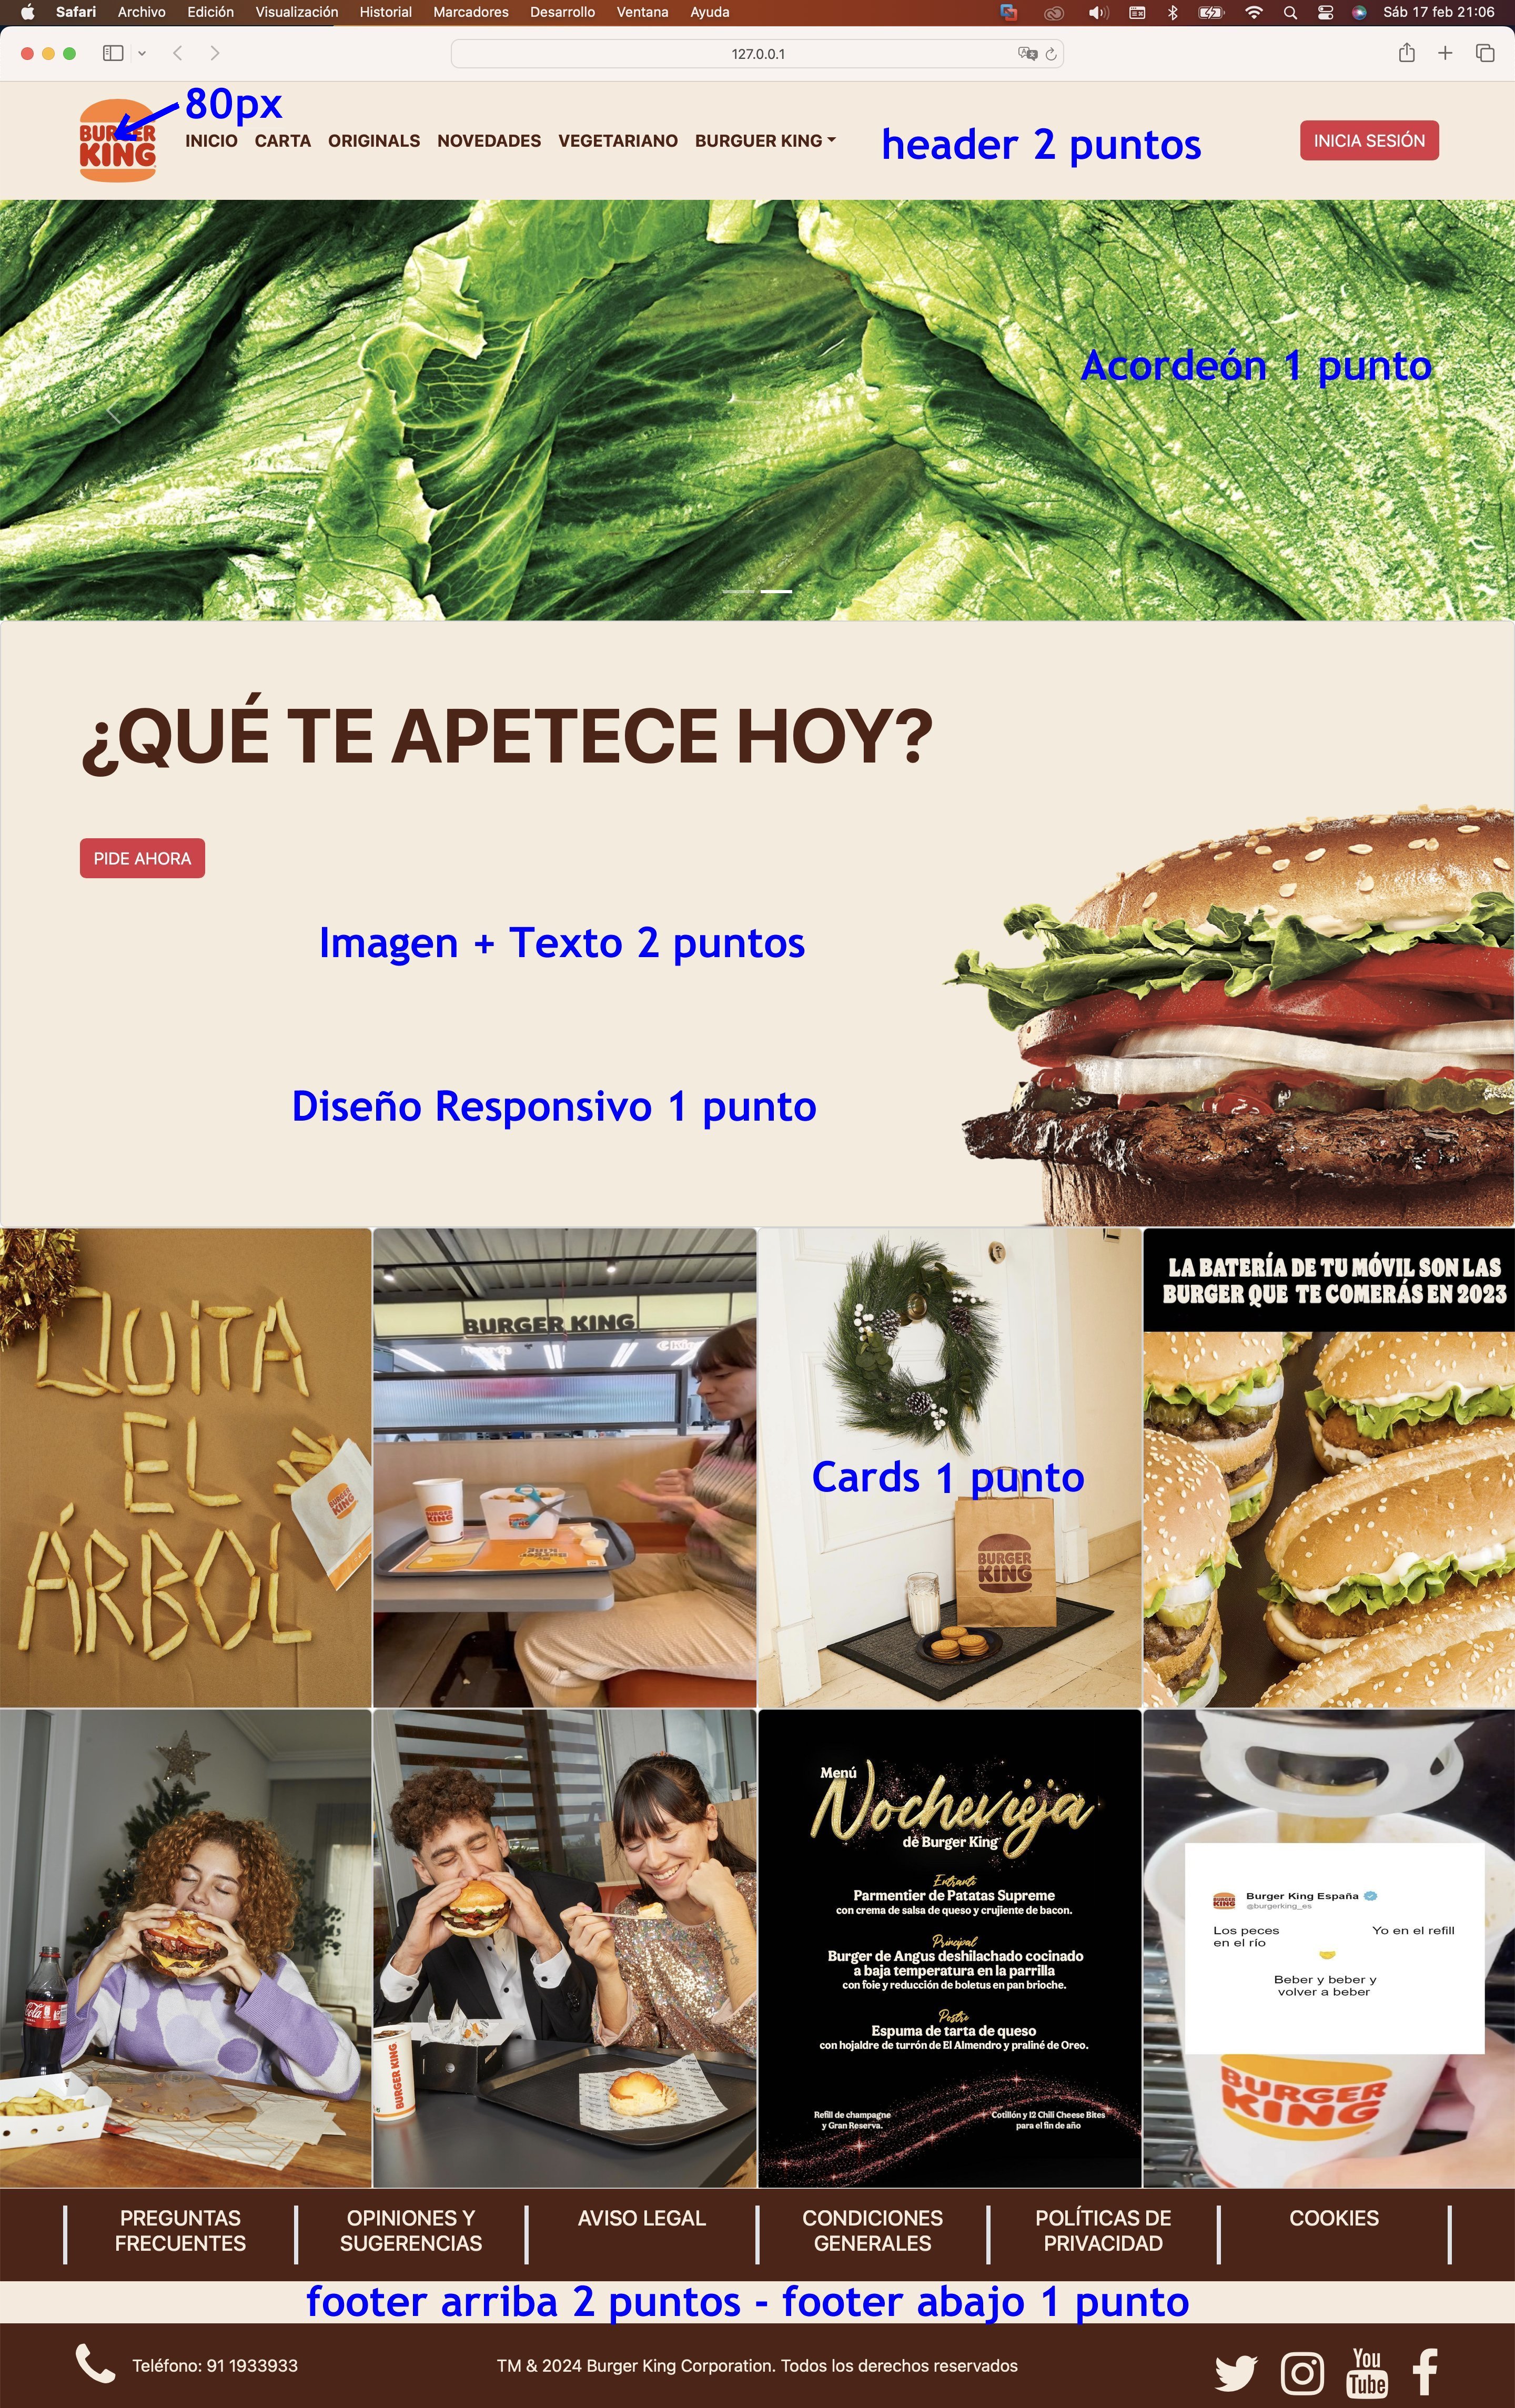 Safari Archivo Edición Visualización Historial Marcadores Desarrollo Ventana Ayuda Sáb 17 feb 21:06
127.0.0.1
80px
BURGER
KING
INICIO CARTA ORIGINALS NOVEDADES VEGETARIANO BURGUER KING
header 2 puntos
INICIA SESIÓN
Acordeón 1 punto
¿QUÉ TE APETECE HOY?
PIDE AHORA
Imagen + Texto 2 puntos
Diseño Responsivo 1 punto
QUITA
EL
ÁRBOL
BURGER
KING
BURGER KING
BURGER
KING
Cards 1 punto
BURGER
KING
LA BATERÍA DE TU MÓVIL SON LAS
BURGER QUE TE COMERÁS EN 2023
BURGER KING
Menú
Nochevieja
de Burger King
Entrante
Parmentier de Patatas Supreme
con crema de salsa de queso y crujiente de bacon.
Principal
Burger de Angus deshilachado cocinado
a baja temperatura en la parrilla
con foie y reducción de boletus en pan brioche.
Postre
Espuma de tarta de queso
con hojaldre de turrón de El Almendro y praliné de Oreo.
Refill de champagne
y Gran Reserva.
Cotillón y 12 Chili Cheese Bites
para el fin de año
Burger King España
@burgerking_es
Los peces
en el río
Yo en el refill
Beber y beber y
volver a beber
BURGER
KING
PREGUNTAS
FRECUENTES
OPINIONES Y
SUGERENCIAS
AVISO LEGAL
CONDICIONES
GENERALES
POLÍTICAS DE
PRIVACIDAD
COOKIES
footer arriba 2 puntos - footer abajo 1 punto
Teléfono: 91 1933933
TM & 2024 Burger King Corporation. Todos los derechos reservados
You
Tube